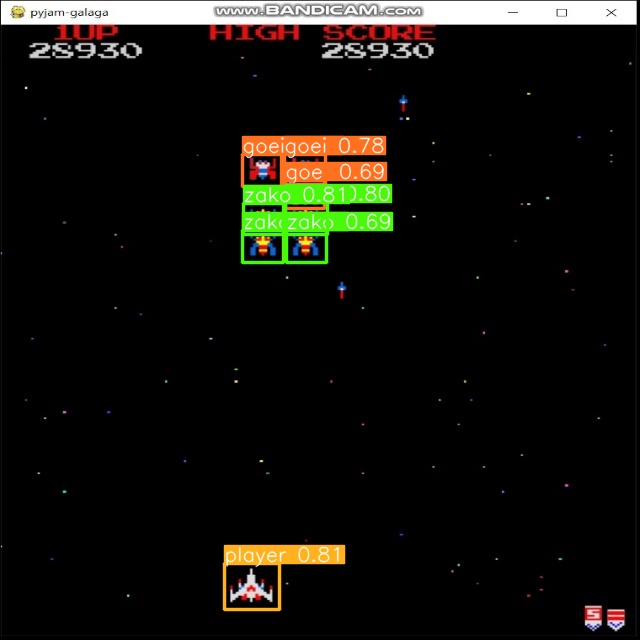 pyjam-galaga
www.BANDICAM.com
1UP HIGH SCORE
28930 28930
goei goei 0.78
goe 0.69
zako 0.81 0.80
zako zako 0.69
player 0.81
5